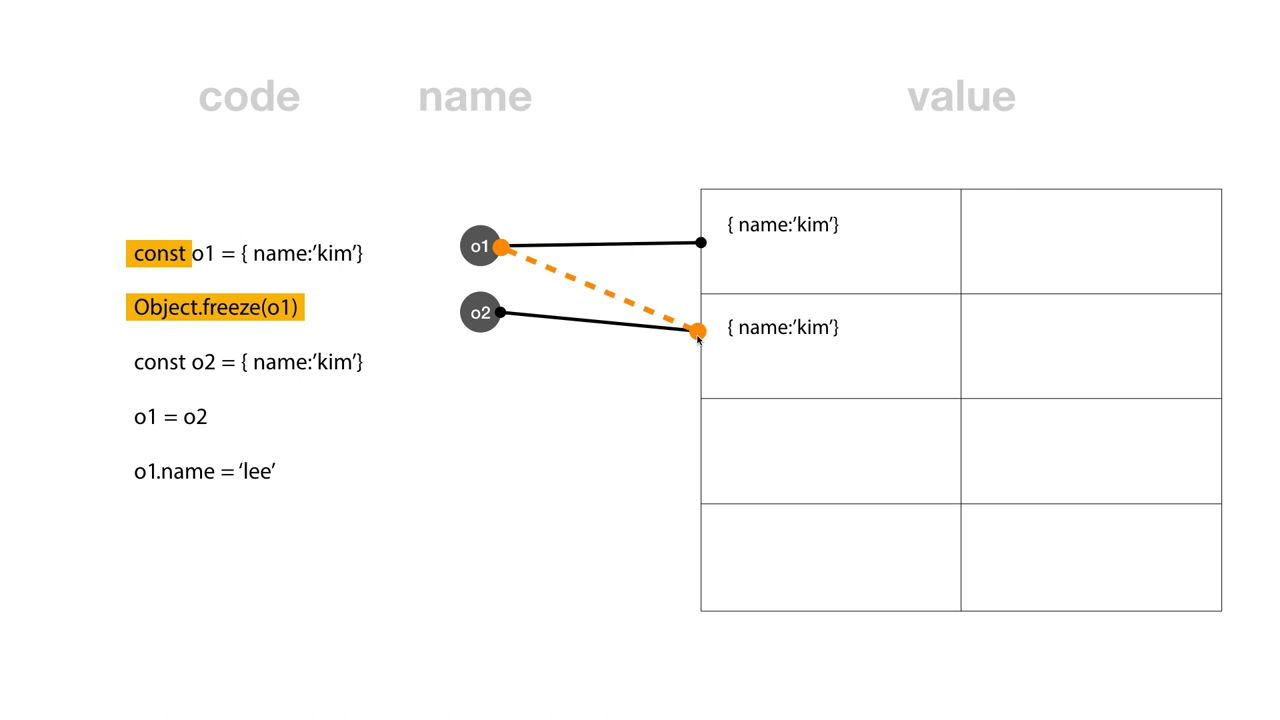 code name value
const o1 = { name:’kim’}
Object.freeze(o1)
const o2 = { name:’kim’}
o1 = o2
o1.name = ‘lee’
o1
o2
{ name:’kim’}
{ name:’kim’}